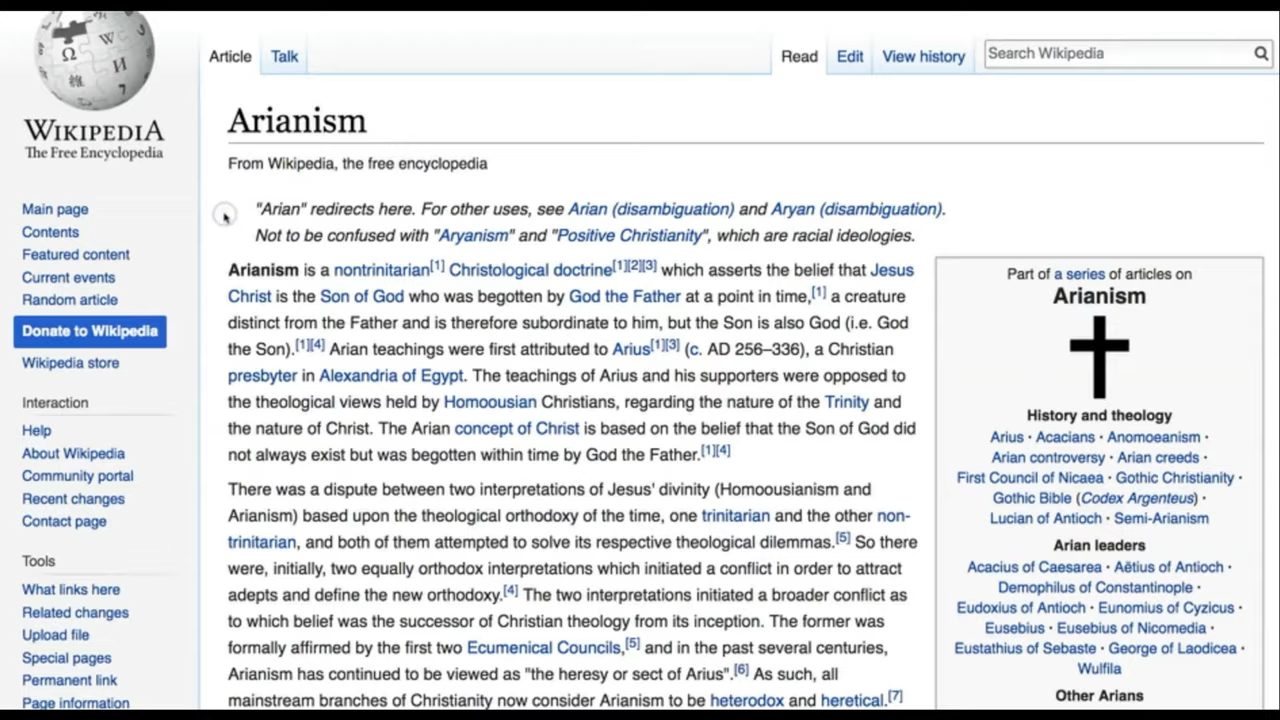 Ω
W
И
維
WIKIPEDIA
The Free Encyclopedia
Main page
Contents
Featured content
Current events
Random article
Donate to Wikipedia
Wikipedia store
Interaction
Help
About Wikipedia
Community portal
Recent changes
Contact page
Tools
What links here
Related changes
Upload file
Special pages
Permanent link
Page information
Article Talk
Read Edit View history Search Wikipedia
Arianism
From Wikipedia, the free encyclopedia
"Arian" redirects here. For other uses, see Arian (disambiguation) and Aryan (disambiguation).
Not to be confused with "Aryanism" and "Positive Christianity", which are racial ideologies.
Arianism is a nontrinitarian[1] Christological doctrine[1][2][3] which asserts the belief that Jesus
Christ is the Son of God who was begotten by God the Father at a point in time,[1] a creature
distinct from the Father and is therefore subordinate to him, but the Son is also God (i.e. God
the Son).[1][4] Arian teachings were first attributed to Arius[1][3] (c. AD 256–336), a Christian
presbyter in Alexandria of Egypt. The teachings of Arius and his supporters were opposed to
the theological views held by Homoousian Christians, regarding the nature of the Trinity and
the nature of Christ. The Arian concept of Christ is based on the belief that the Son of God did
not always exist but was begotten within time by God the Father.[1][4]
There was a dispute between two interpretations of Jesus' divinity (Homoousianism and
Arianism) based upon the theological orthodoxy of the time, one trinitarian and the other non-
trinitarian, and both of them attempted to solve its respective theological dilemmas.[5] So there
were, initially, two equally orthodox interpretations which initiated a conflict in order to attract
adepts and define the new orthodoxy.[4] The two interpretations initiated a broader conflict as
to which belief was the successor of Christian theology from its inception. The former was
formally affirmed by the first two Ecumenical Councils,[5] and in the past several centuries,
Arianism has continued to be viewed as "the heresy or sect of Arius".[6] As such, all
mainstream branches of Christianity now consider Arianism to be heterodox and heretical.[7]
Part of a series of articles on
Arianism
History and theology
Arius · Acacians · Anomoeanism ·
Arian controversy · Arian creeds ·
First Council of Nicaea · Gothic Christianity ·
Gothic Bible (Codex Argenteus) ·
Lucian of Antioch · Semi-Arianism
Arian leaders
Acacius of Caesarea · Aëtius of Antioch ·
Demophilus of Constantinople ·
Eudoxius of Antioch · Eunomius of Cyzicus ·
Eusebius · Eusebius of Nicomedia ·
Eustathius of Sebaste · George of Laodicea ·
Wulfila
Other Arians